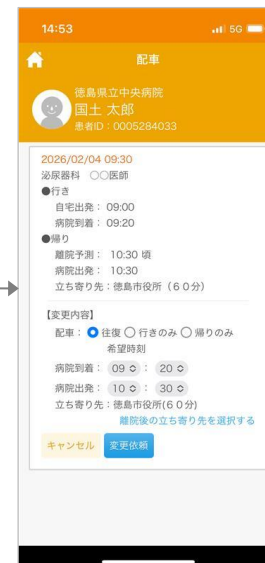 14:53
5G
配車
徳島県立中央病院
国土 太郎
患者ID：0005284033
2026/02/04 09:30
泌尿器科 ○○医師
●行き
自宅出発： 09:00
病院到着： 09:20
●帰り
離院予測： 10:30 頃
病院出発： 10:30
立ち寄り先：徳島市役所（６０分）
【変更内容】
配車： 往復 行きのみ 帰りのみ
希望時刻
病院到着： 09 ： 20
病院出発： 10 ： 30
立ち寄り先：徳島市役所(６０分)
離院後の立ち寄り先を選択する
キャンセル 変更依頼